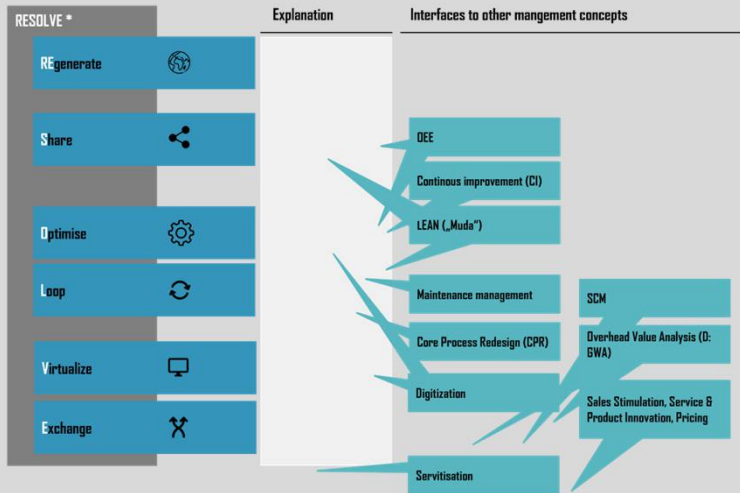 RESOLVE *
Explanation
Interfaces to other mangement concepts
REgenerate
Share
OEE
Continous improvement (CI)
LEAN („Muda”)
Optimise
Loop
Maintenance management
SCM
Core Process Redesign (CPR)
Overhead Value Analysis (D:
GWA)
Virtualize
Digitization
Sales Stimulation, Service &
Product Innovation, Pricing
Exchange
Servitisation